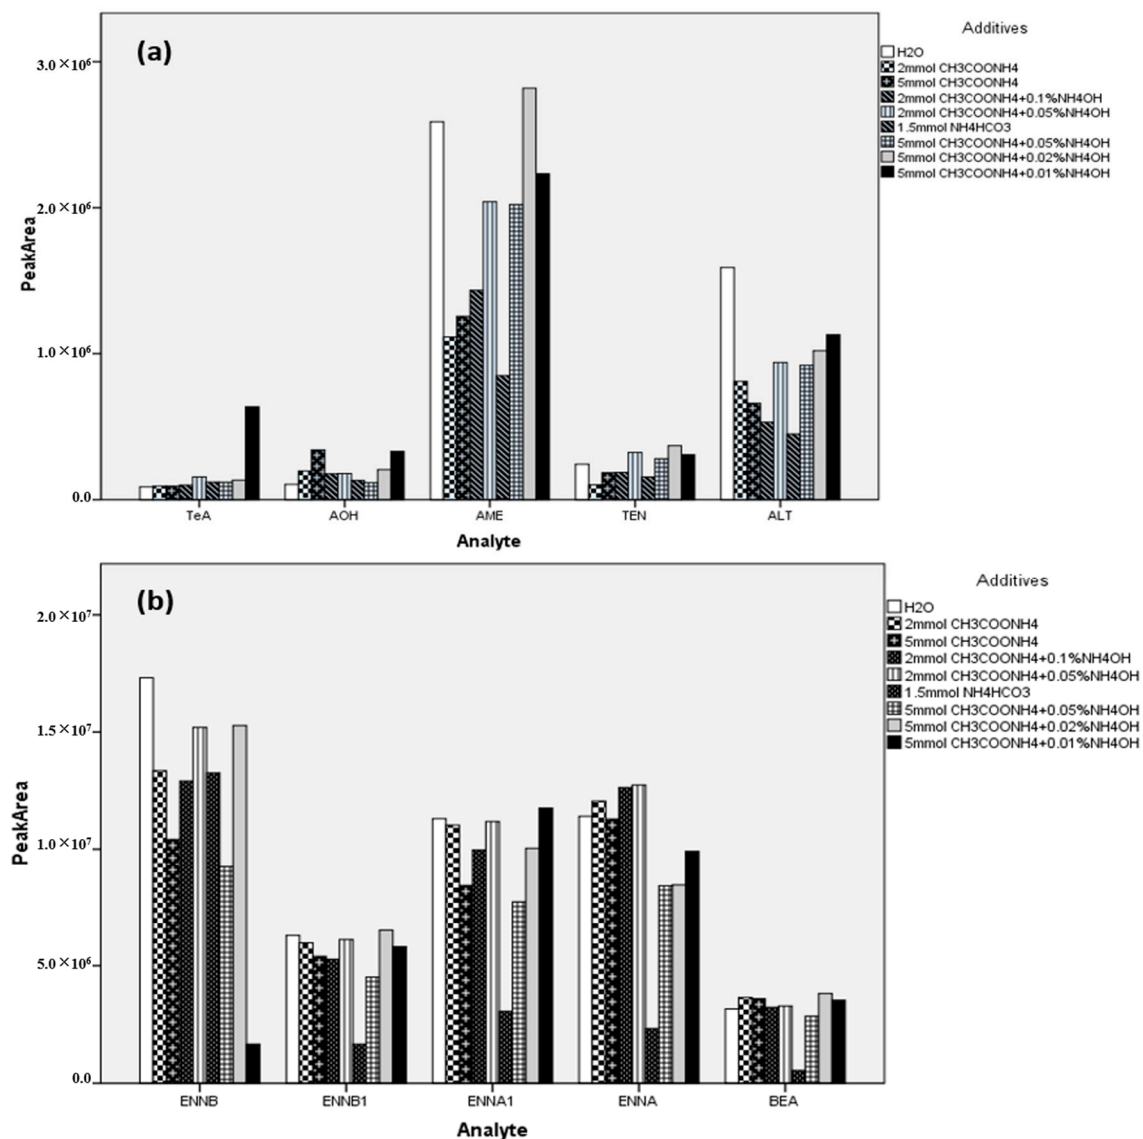 (a)
Additives
H2O
2mmol CH3COONH4
5mmol CH3COONH4
2mmol CH3COONH4+0.1%NH4OH
2mmol CH3COONH4+0.05%NH4OH
1.5mmol NH4HCO3
5mmol CH3COONH4+0.05%NH4OH
5mmol CH3COONH4+0.02%NH4OH
5mmol CH3COONH4+0.01%NH4OH
3.0×10⁶
2.0×10⁶
1.0×10⁶
0.0
PeakArea
TeA AOH AME TEN ALT
Analyte
(b)
Additives
H2O
2mmol CH3COONH4
5mmol CH3COONH4
2mmol CH3COONH4+0.1%NH4OH
2mmol CH3COONH4+0.05%NH4OH
1.5mmol NH4HCO3
5mmol CH3COONH4+0.05%NH4OH
5mmol CH3COONH4+0.02%NH4OH
5mmol CH3COONH4+0.01%NH4OH
2.0×10⁷
1.5×10⁷
1.0×10⁷
5.0×10⁶
0.0
PeakArea
ENNB ENNB1 ENNA1 ENNA BEA
Analyte